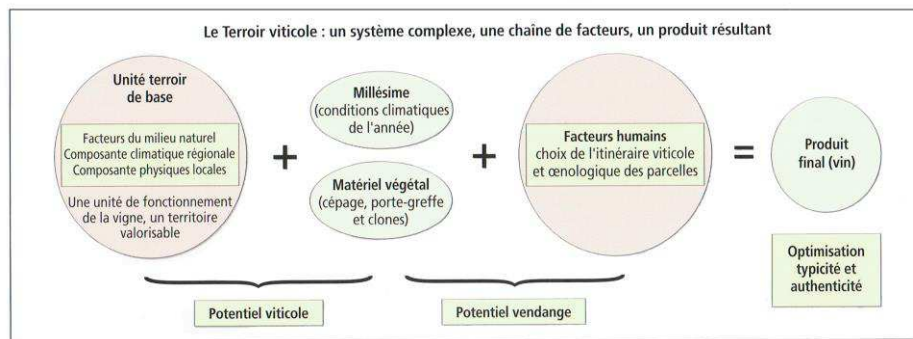 Le Terroir viticole : un système complexe, une chaîne de facteurs, un produit résultant
Unité terroir
de base
Facteurs du milieu naturel
Composante climatique régionale
Composante physiques locales
Une unité de fonctionnement
de la vigne, un territoire
valorisable
+
Millésime
(conditions climatiques
de l'année)
Matériel végétal
(cépage, porte-greffe
et clones)
+
Facteurs humains
choix de l'itinéraire viticole
et œnologique des parcelles
=
Produit
final (vin)
Optimisation
typicité et
authenticité
Potentiel viticole
Potentiel vendange